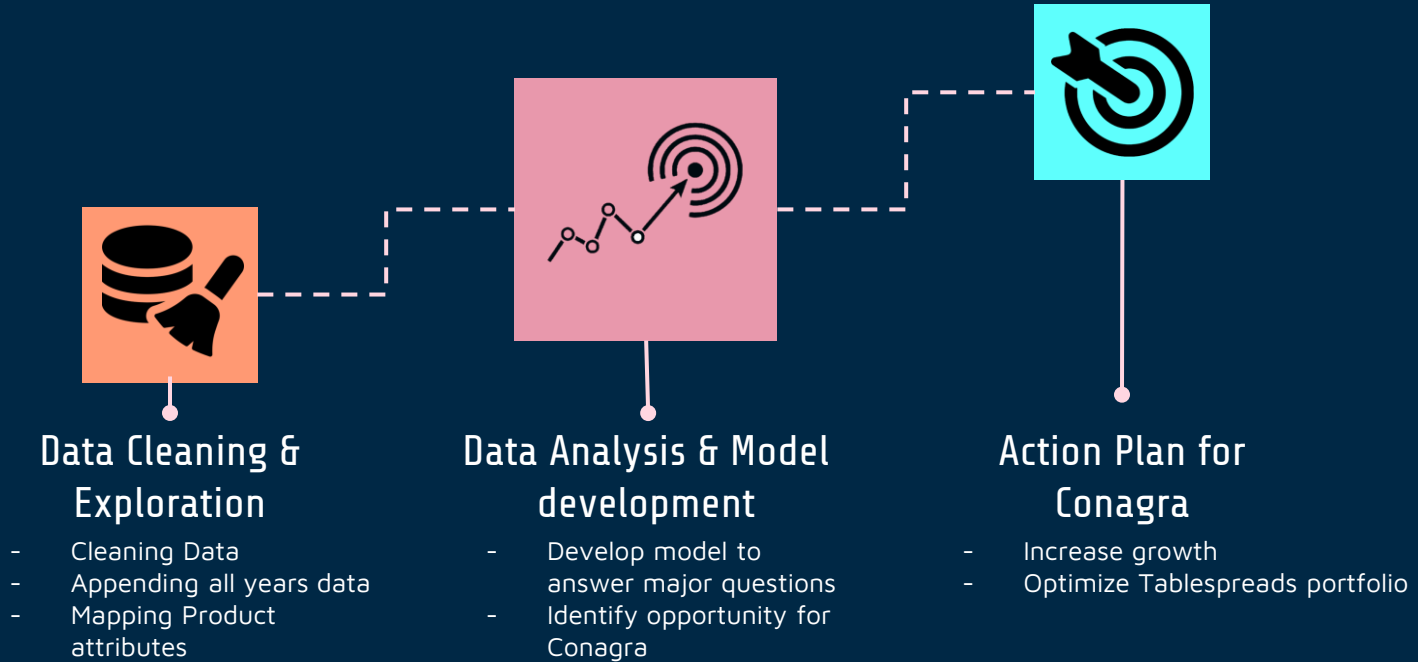 Data Cleaning &
Exploration
- Cleaning Data
- Appending all years data
- Mapping Product
attributes
Data Analysis & Model
development
- Develop model to
answer major questions
- Identify opportunity for
Conagra
Action Plan for
Conagra
- Increase growth
- Optimize Tablespreads portfolio